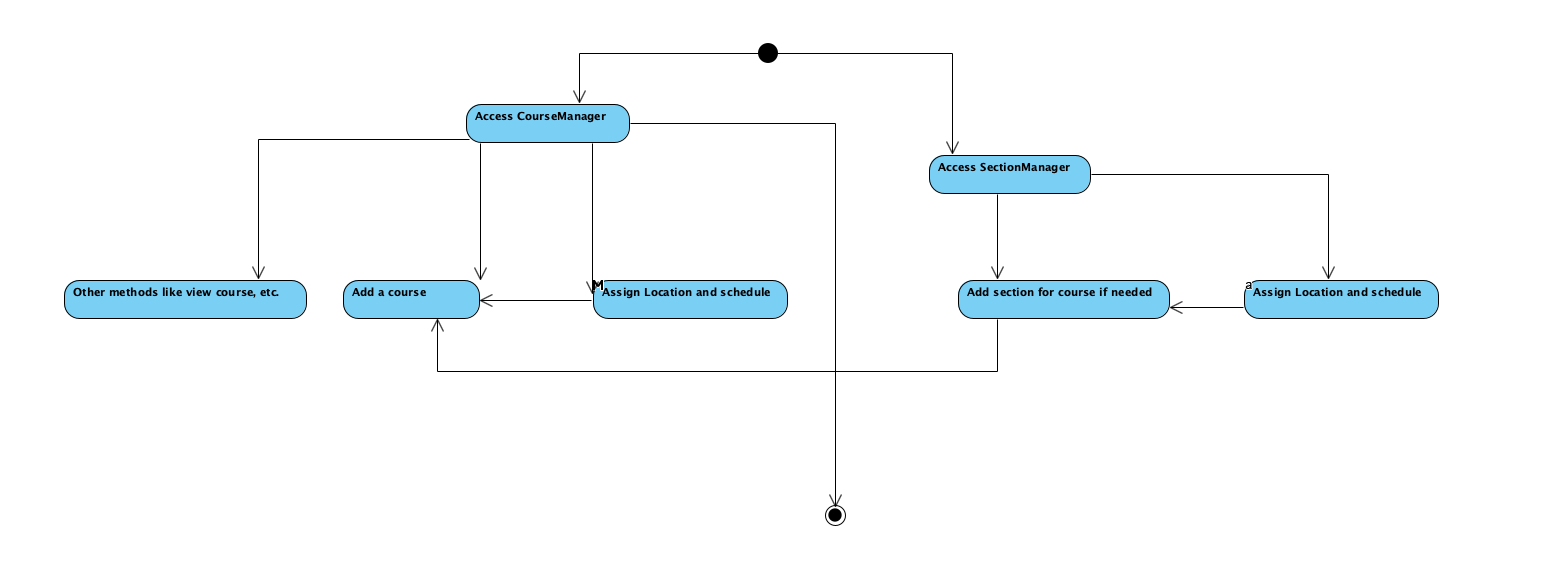 Access CourseManager
Access SectionManager
Other methods like view course, etc.
Add a course
M
Assign Location and schedule
Add section for course if needed
a
Assign Location and schedule